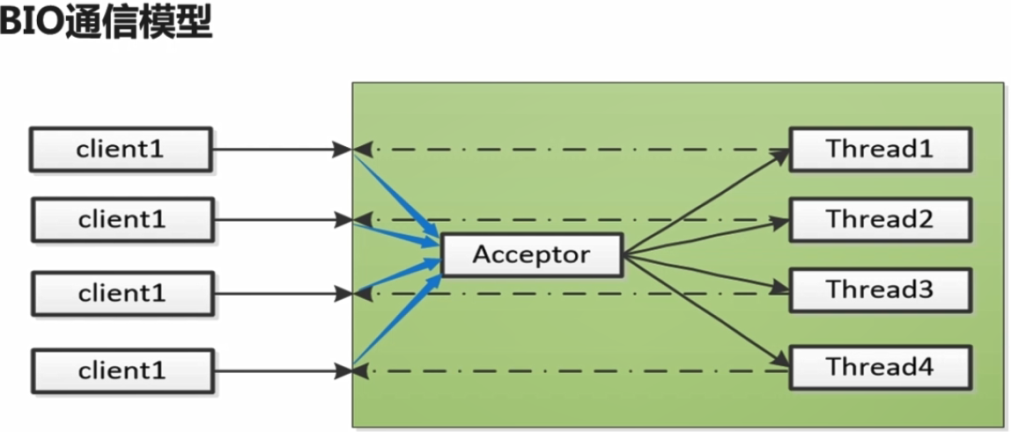 BIO通信模型
client1
Thread1
client1
Thread2
Acceptor
client1
Thread3
client1
Thread4